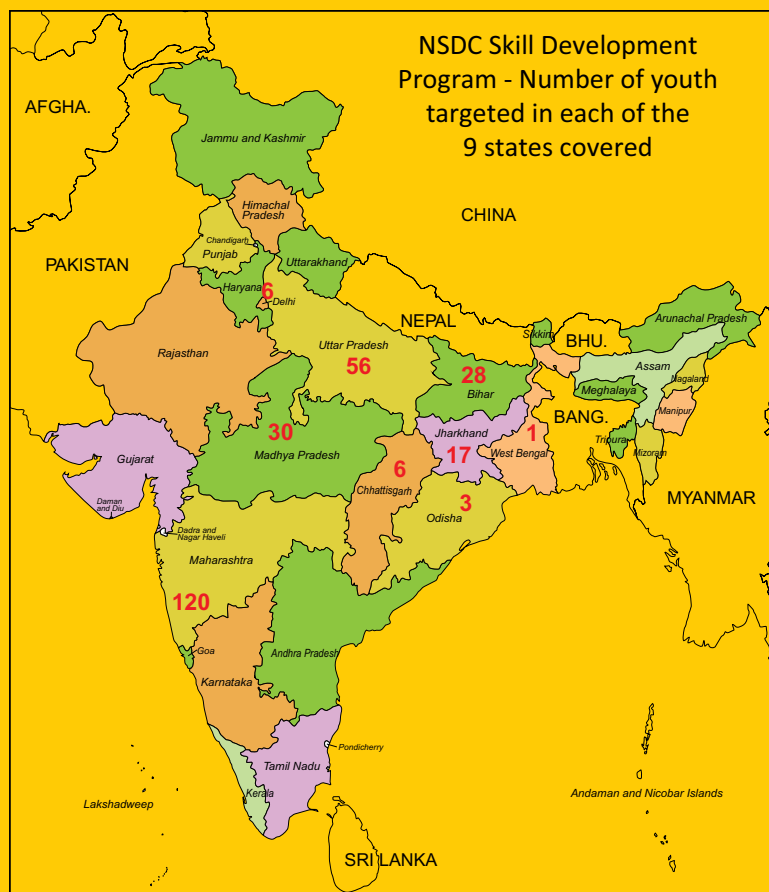 NSDC Skill Development
Program - Number of youth
targeted in each of the
9 states covered
AFGHA.
Jammu and Kashmir
CHINA
Himachal
Pradesh
Chandigarh
Punjab
PAKISTAN
Uttarakhand
Haryana
6
Delhi
NEPAL
Arunachal Pradesh
Sikkim
BHU.
Rajasthan
Uttar Pradesh
56
Assam
28
Bihar
Meghalaya
Nagaland
Manipur
BANG.
30
Madhya Pradesh
Jharkhand
17
1
West Bengal
Tripura
Mizoram
Gujarat
6
Chhattisgarh
MYANMAR
Daman
and Diu
3
Odisha
Dadra and
Nagar Haveli
Maharashtra
120
Goa
Andhra Pradesh
Karnataka
Pondicherry
Tamil Nadu
Kerala
Lakshadweep
Andaman and Nicobar Islands
SRI LANKA